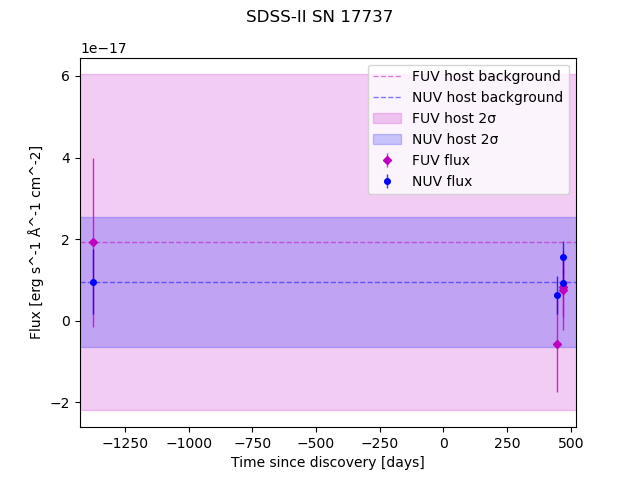 SDSS-II SN 17737
1e−17
FUV host background
NUV host background
FUV host 2σ
NUV host 2σ
FUV flux
NUV flux
6
4
2
0
−2
Flux [erg s^-1 Å^-1 cm^-2]
−1250 −1000 −750 −500 −250 0 250 500
Time since discovery [days]